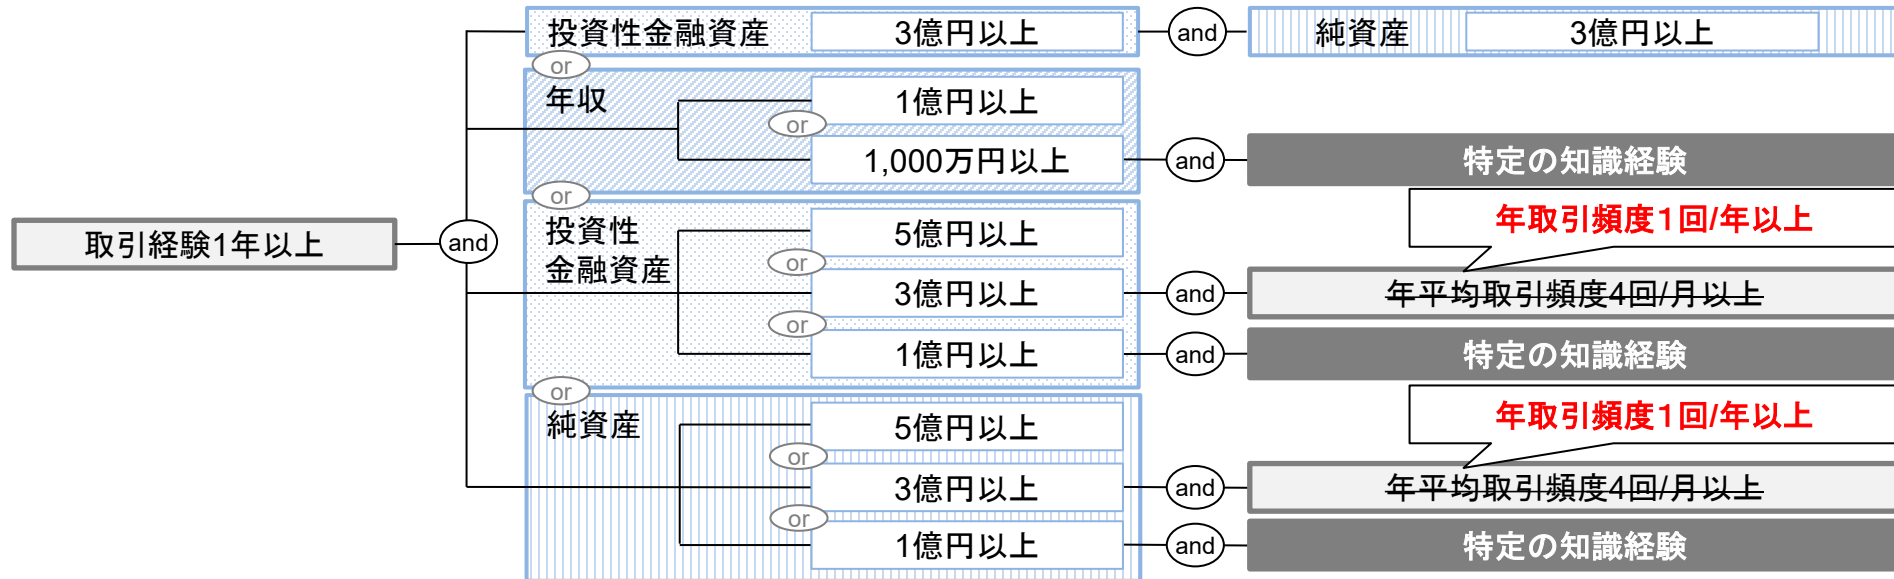 投資性金融資産 3億円以上 and 純資産 3億円以上
or
年収 1億円以上
or
1,000万円以上 and 特定の知識経験
or
取引経験1年以上 and
投資性
金融資産
5億円以上
年取引頻度1回/年以上
or
3億円以上 and 年平均取引頻度4回/月以上
or
1億円以上 and 特定の知識経験
or
純資産 5億円以上
年取引頻度1回/年以上
or
3億円以上 and 年平均取引頻度4回/月以上
or
1億円以上 and 特定の知識経験